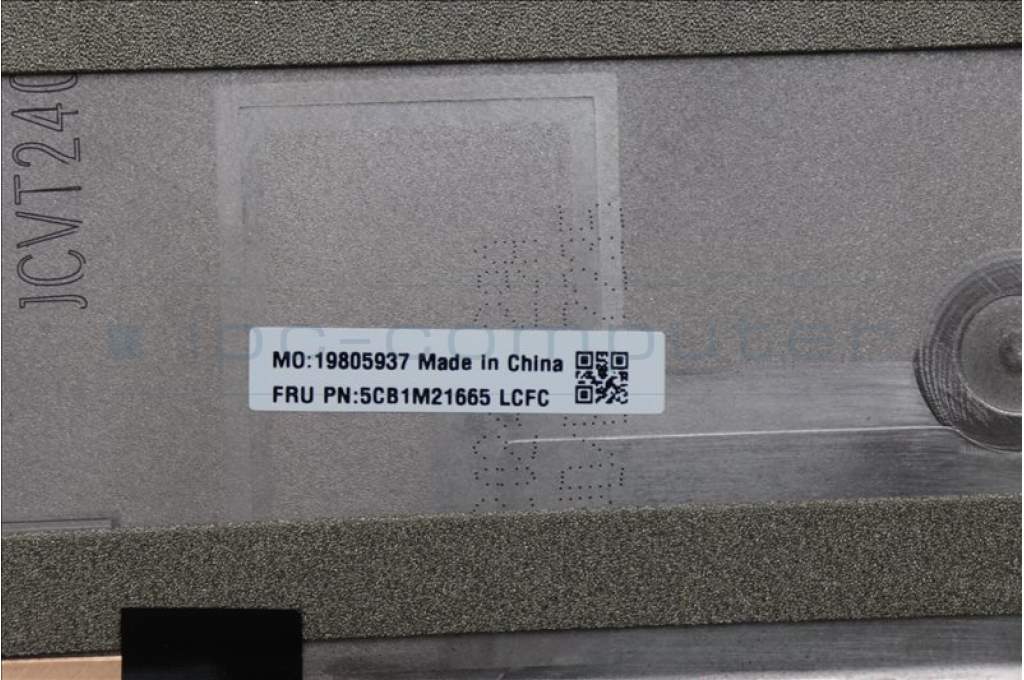 JCVT240
ipc-computer
MO:19805937 Made in China
FRU PN:5CB1M21665 LCFC